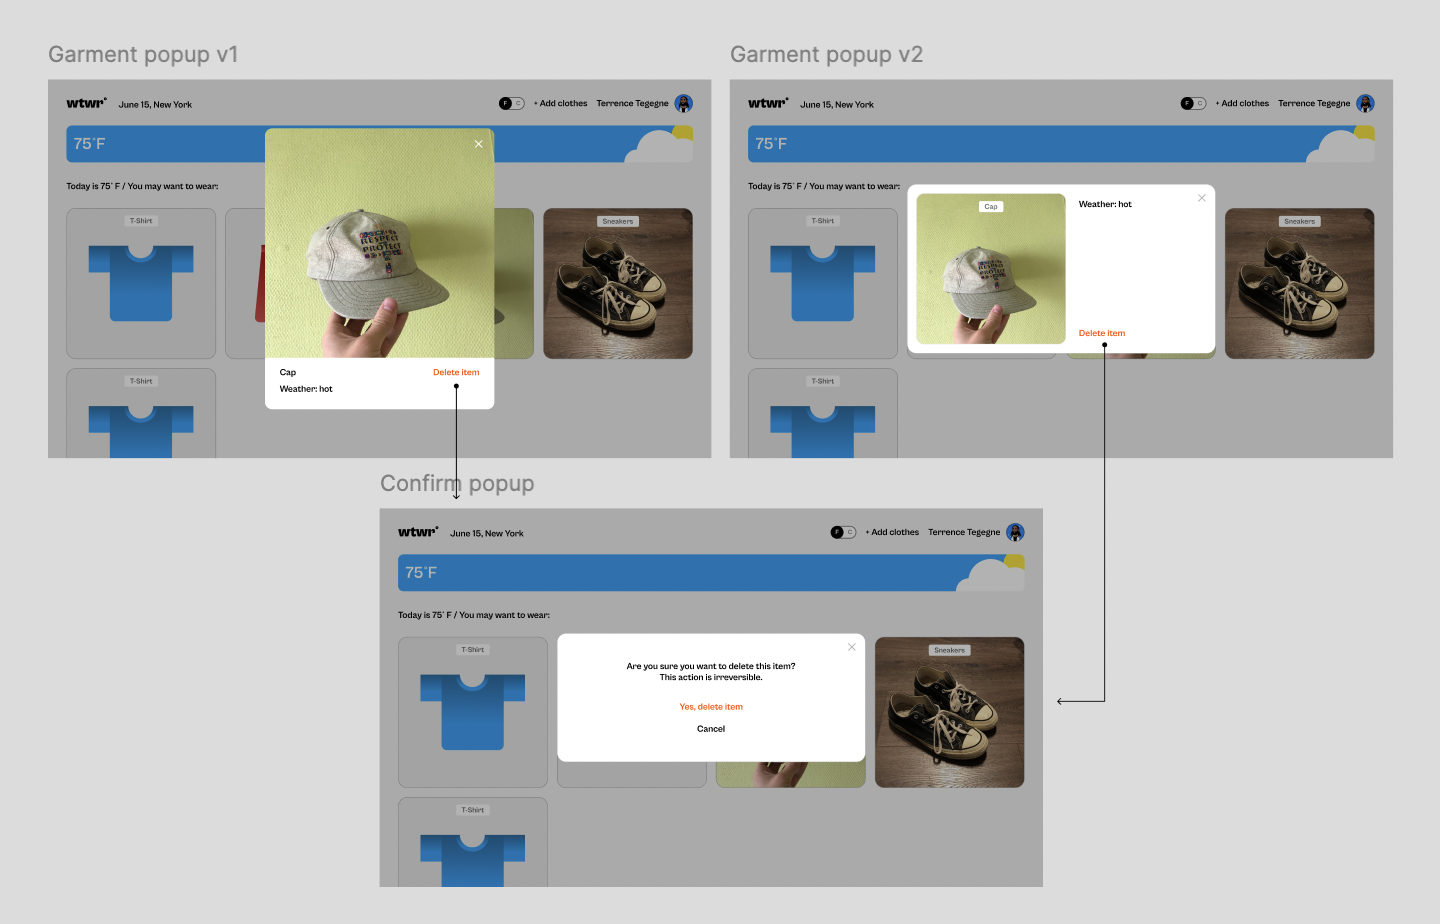 Garment popup v1
wtwr°
June 15, New York
F C
+ Add clothes
Terrence Tegegne
75°F
Today is 75° F / You may want to wear:
T-Shirt
Sneakers
RESPECT
PROTECT
Cap
Delete item
Weather: hot
T-Shirt
Garment popup v2
wtwr°
June 15, New York
F C
+ Add clothes
Terrence Tegegne
75°F
Today is 75° F / You may want to wear:
T-Shirt
Cap
RESPECT
PROTECT
Weather: hot
Delete item
Sneakers
T-Shirt
Confirm popup
wtwr°
June 15, New York
F C
+ Add clothes
Terrence Tegegne
75°F
Today is 75° F / You may want to wear:
T-Shirt
Are you sure you want to delete this item?
This action is irreversible.
Yes, delete item
Cancel
Sneakers
T-Shirt